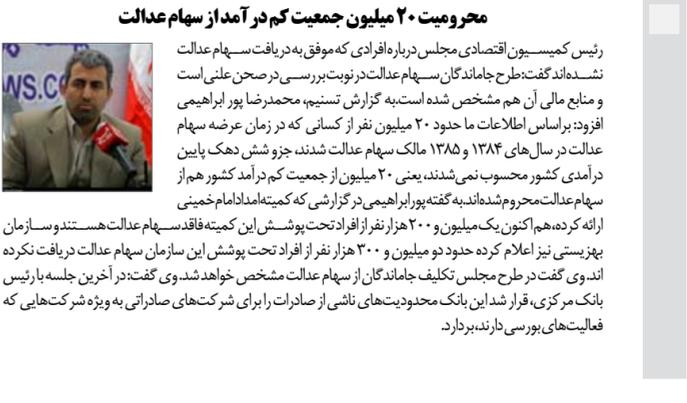 محرومیت ۲۰ میلیون جمعیت کم درآمد از سهام عدالت
رئیس کمیسیون اقتصادی مجلس درباره افرادی که موفق به دریافت سهام عدالت
نشده‌اند گفت: طرح جاماندگان سهام عدالت در نوبت بررسی در صحن علنی است
و منابع مالی آن هم مشخص شده است.به گزارش تسنیم، محمدرضا پور ابراهیمی
افزود: براساس اطلاعات ما حدود ۲۰ میلیون نفر از کسانی که در زمان عرضه سهام
عدالت در سال‌های ۱۳۸۴ و ۱۳۸۵ مالک سهام عدالت شدند، جزو شش دهک پایین
درآمدی کشور محسوب نمی‌شدند، یعنی ۲۰ میلیون از جمعیت کم درآمد کشور هم از
سهام عدالت محروم شده‌اند.به گفته پورابراهیمی در گزارشی که کمیته امداد امام خمینی
ارائه کرده، هم اکنون یک میلیون و ۲۰۰ هزار نفر از افراد تحت پوشش این کمیته فاقد سهام عدالت هستند و سازمان
بهزیستی نیز اعلام کرده حدود دو میلیون و ۳۰۰ هزار نفر از افراد تحت پوشش این سازمان سهام عدالت دریافت نکرده
اند. وی گفت در طرح مجلس تکلیف جاماندگان از سهام عدالت مشخص خواهد شد. وی گفت: در آخرین جلسه با رئیس
بانک مرکزی، قرار شد این بانک محدودیت‌های ناشی از صادرات را برای شرکت‌های صادراتی به ویژه شرکت‌هایی که
فعالیت‌های بورسی دارند، بردارد.
WS.C